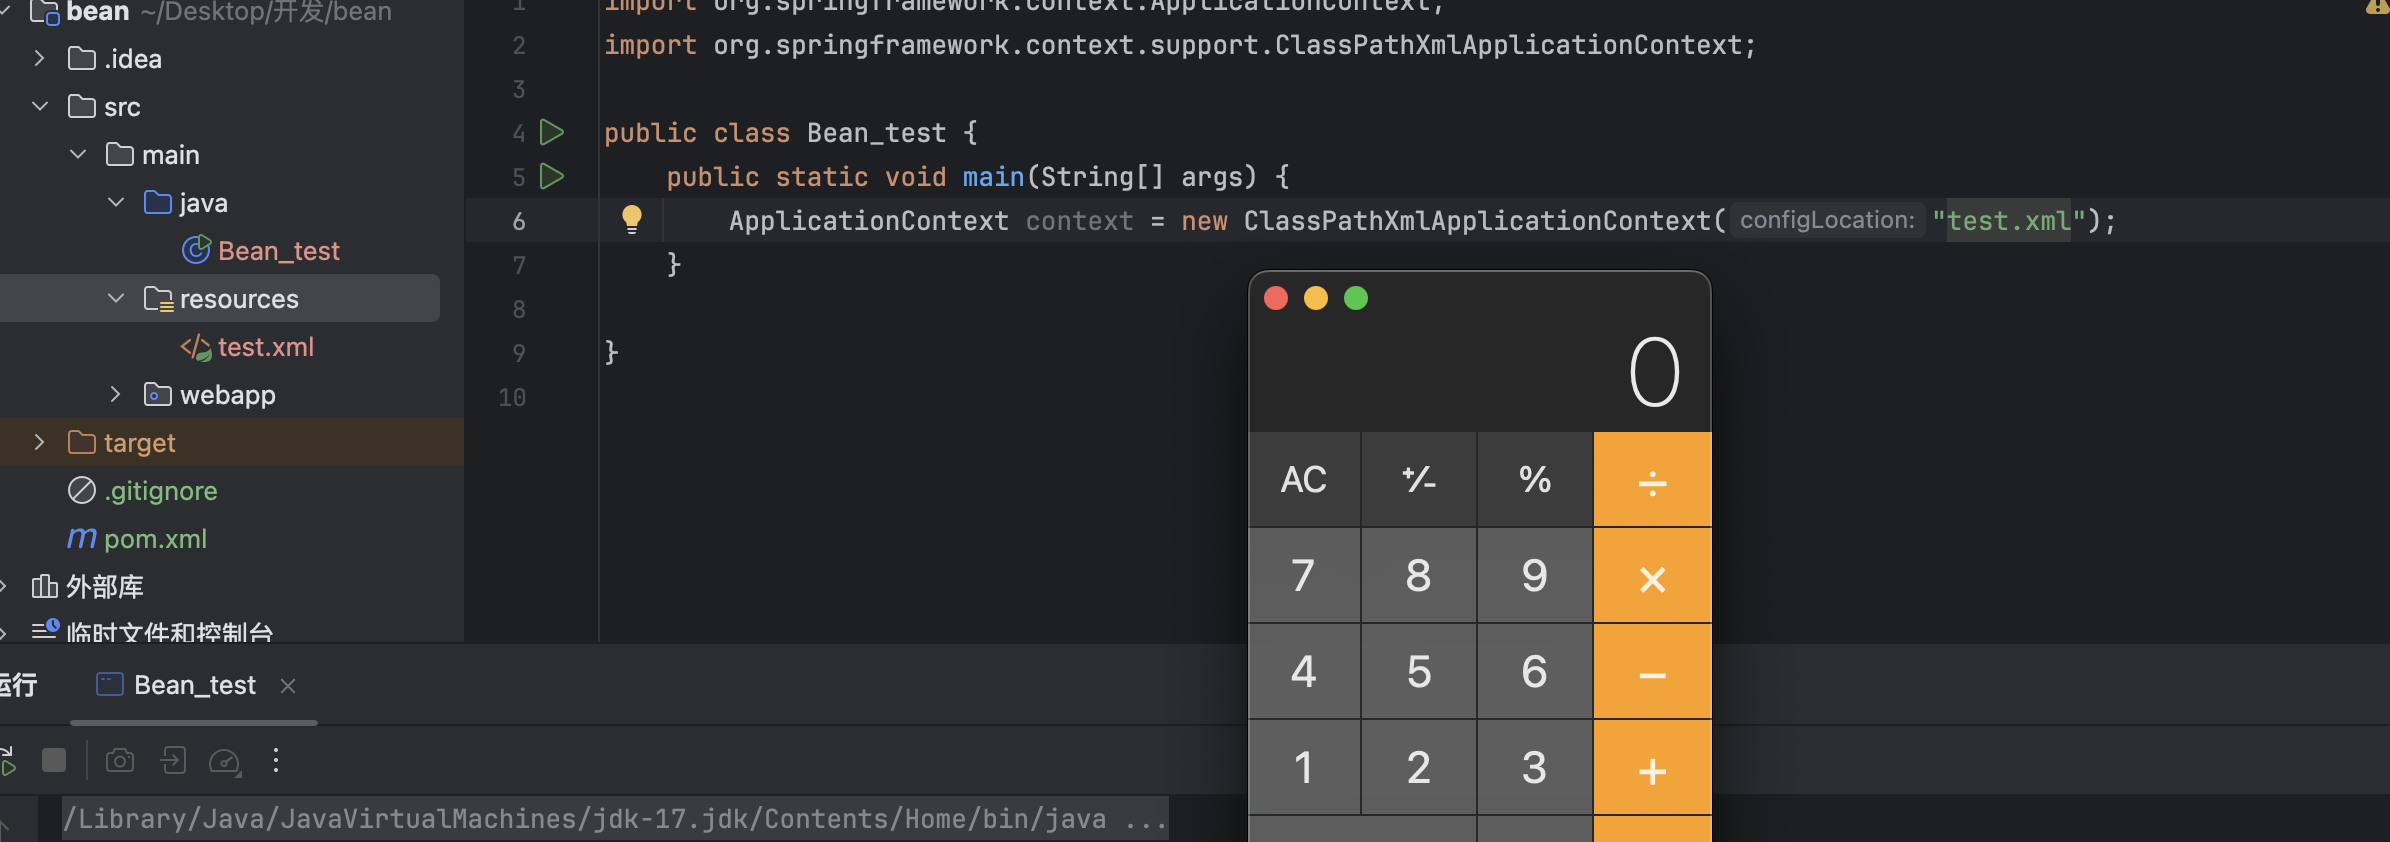 bean ~/Desktop/开发/bean
.idea
src
main
java
Bean_test
resources
test.xml
webapp
target
.gitignore
pom.xml
外部库
临时文件和控制台
1 import org.springframework.context.ApplicationContext;
2 import org.springframework.context.support.ClassPathXmlApplicationContext;
3
4 public class Bean_test {
5 public static void main(String[] args) {
6 ApplicationContext context = new ClassPathXmlApplicationContext( configLocation: "test.xml");
7 }
8
9 }
10
0
AC +/- % ÷
7 8 9 ×
4 5 6 −
1 2 3 +
运行 Bean_test
/Library/Java/JavaVirtualMachines/jdk-17.jdk/Contents/Home/bin/java ...